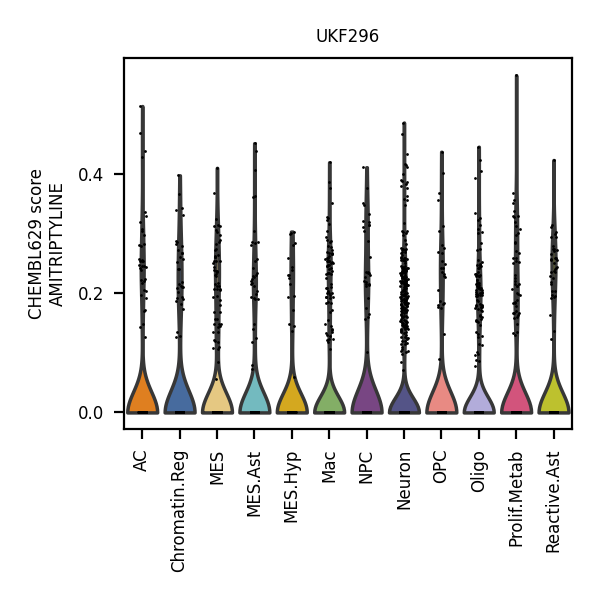 UKF296
CHEMBL629 score
AMITRIPTYLINE
0.4
0.2
0.0
AC
Chromatin.Reg
MES
MES.Ast
MES.Hyp
Mac
NPC
Neuron
OPC
Oligo
Prolif.Metab
Reactive.Ast